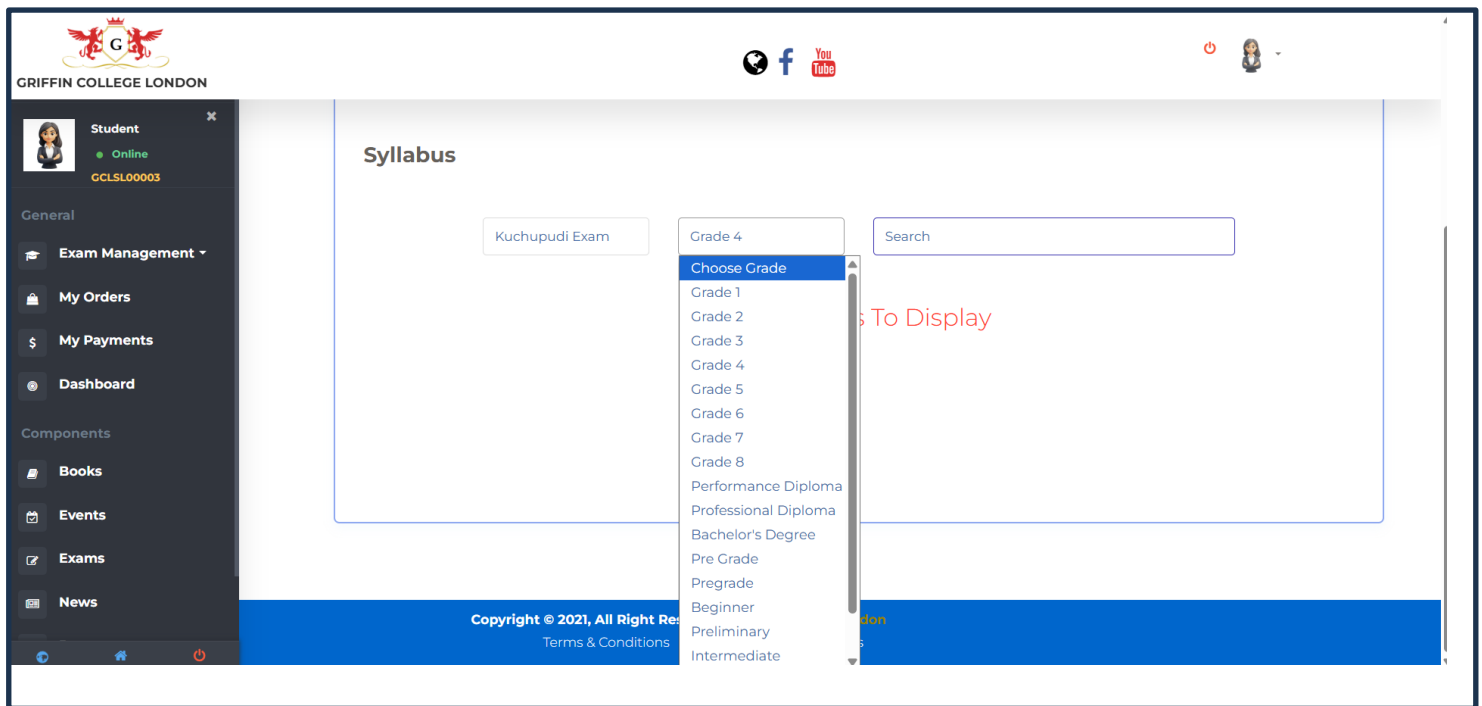 G
GRIFFIN COLLEGE LONDON
You
Tube
Student
Online
GCLSL00003
General
Exam Management
My Orders
My Payments
Dashboard
Components
Books
Events
Exams
News
Syllabus
Kuchupudi Exam
Grade 4
Search
Choose Grade
Grade 1
Grade 2
Grade 3
Grade 4
Grade 5
Grade 6
Grade 7
Grade 8
Performance Diploma
Professional Diploma
Bachelor's Degree
Pre Grade
Pregrade
Beginner
Preliminary
Intermediate
s To Display
Copyright © 2021, All Right Re
don
Terms & Conditions
s